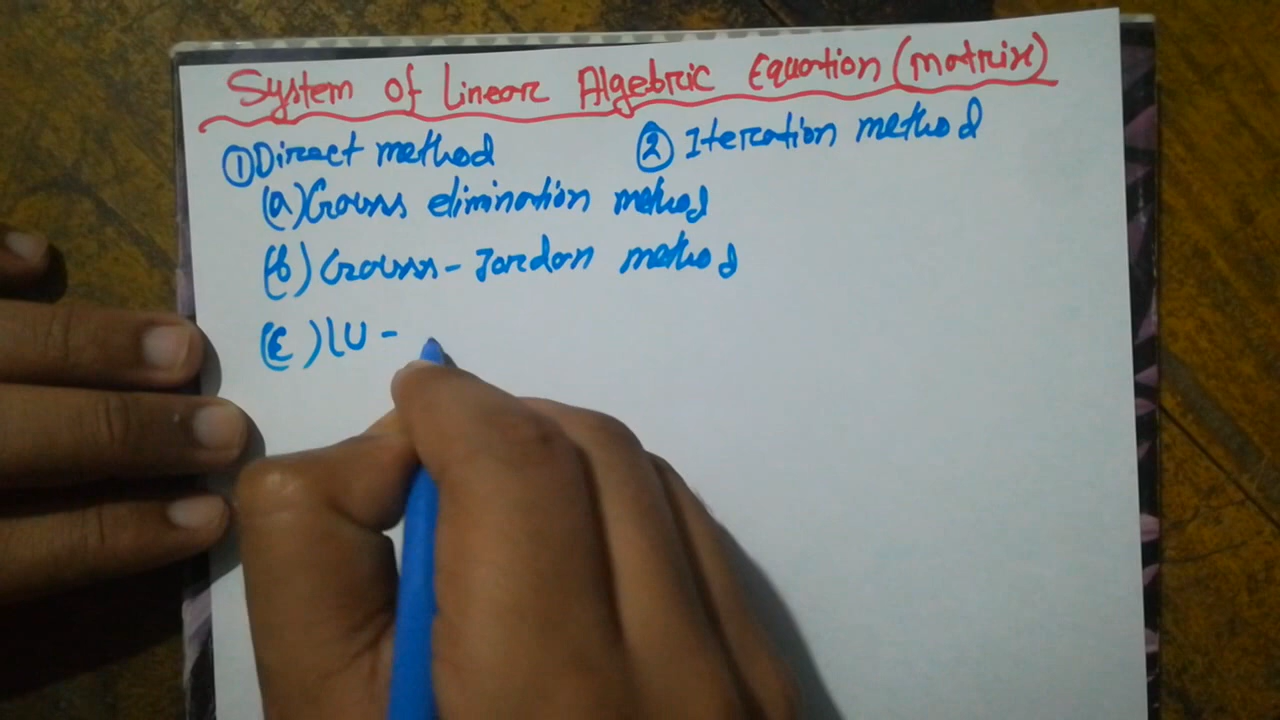 System of Linear Algebric Equation (matrix)
① Direct method ② Iteration method
(a) Gauss elimination method
(b) Gauss - Jordan method
(c) LU -